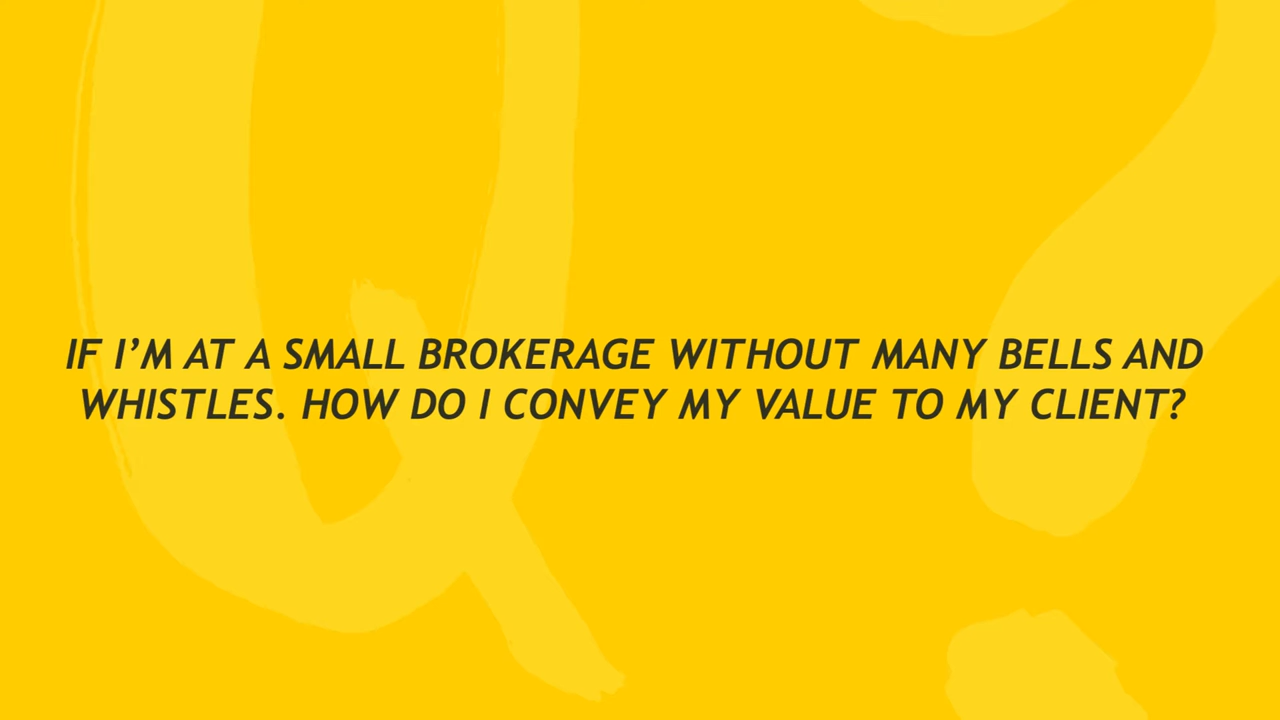 IF I’M AT A SMALL BROKERAGE WITHOUT MANY BELLS AND
WHISTLES. HOW DO I CONVEY MY VALUE TO MY CLIENT?